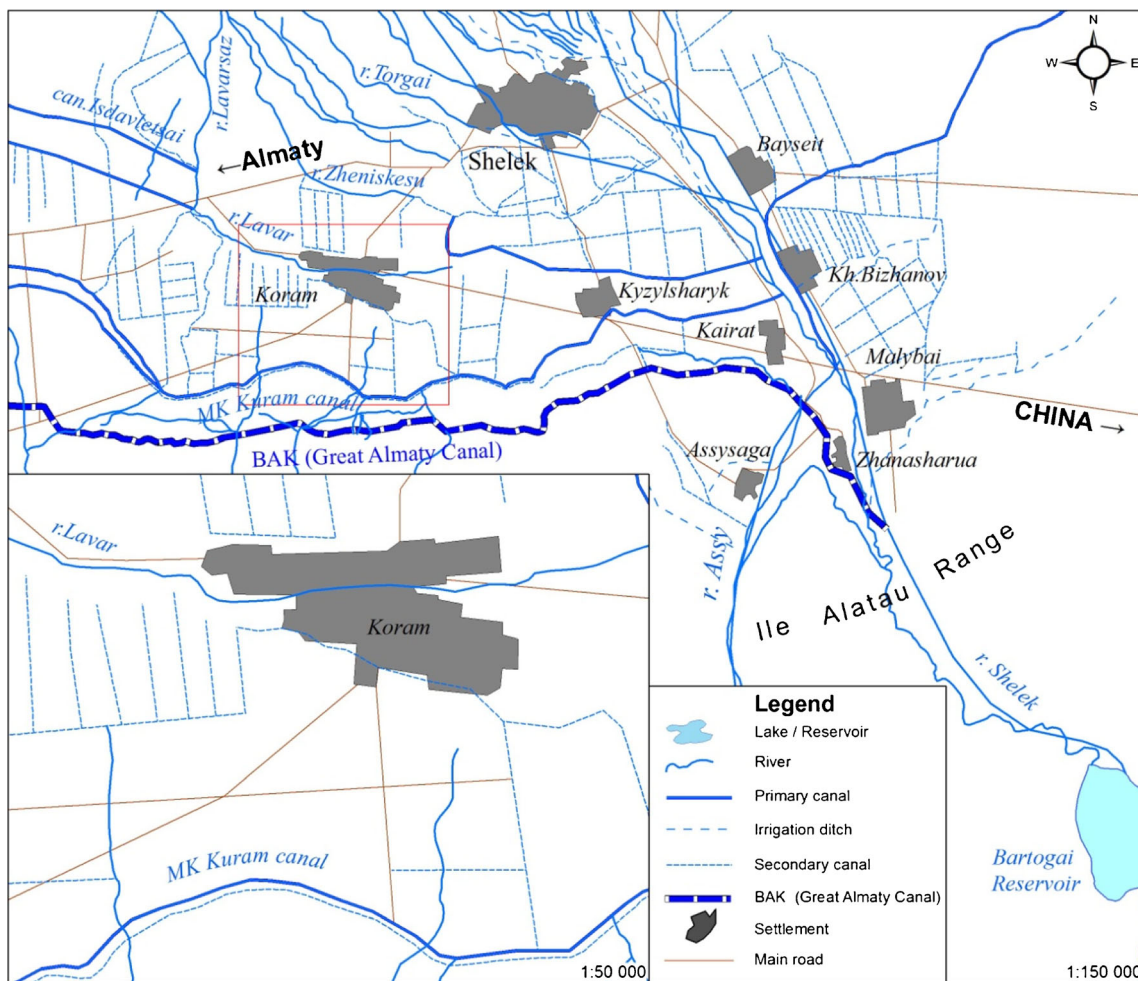 N
W E
S
r.Torgai
r.Lavarsaz
can.Isdavletsai
←Almaty
Shelek
Bayseit
r.Zheniskesu
r.Lavar
Koram
Kyzylsharyk
Kh.Bizhanov
Kairat
Malybai
MK Kuram canal
CHINA →
BAK (Great Almaty Canal)
Assysaga
Zhanasharua
r. Assy
Ile Alatau Range
r. Shelek
Bartogai
Reservoir
r.Lavar
Koram
MK Kuram canal
1:50 000
Legend
Lake / Reservoir
River
Primary canal
Irrigation ditch
Secondary canal
BAK (Great Almaty Canal)
Settlement
Main road
1:150 000